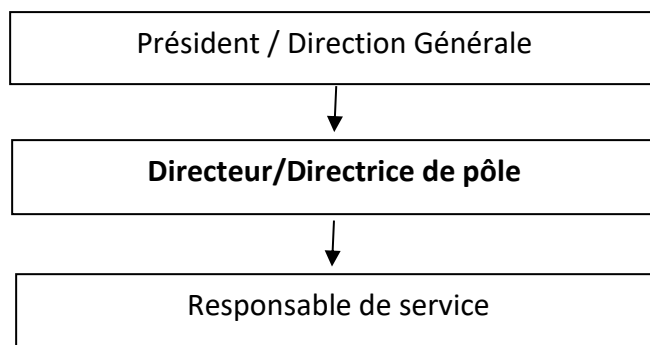 Président / Direction Générale
Directeur/Directrice de pôle
Responsable de service